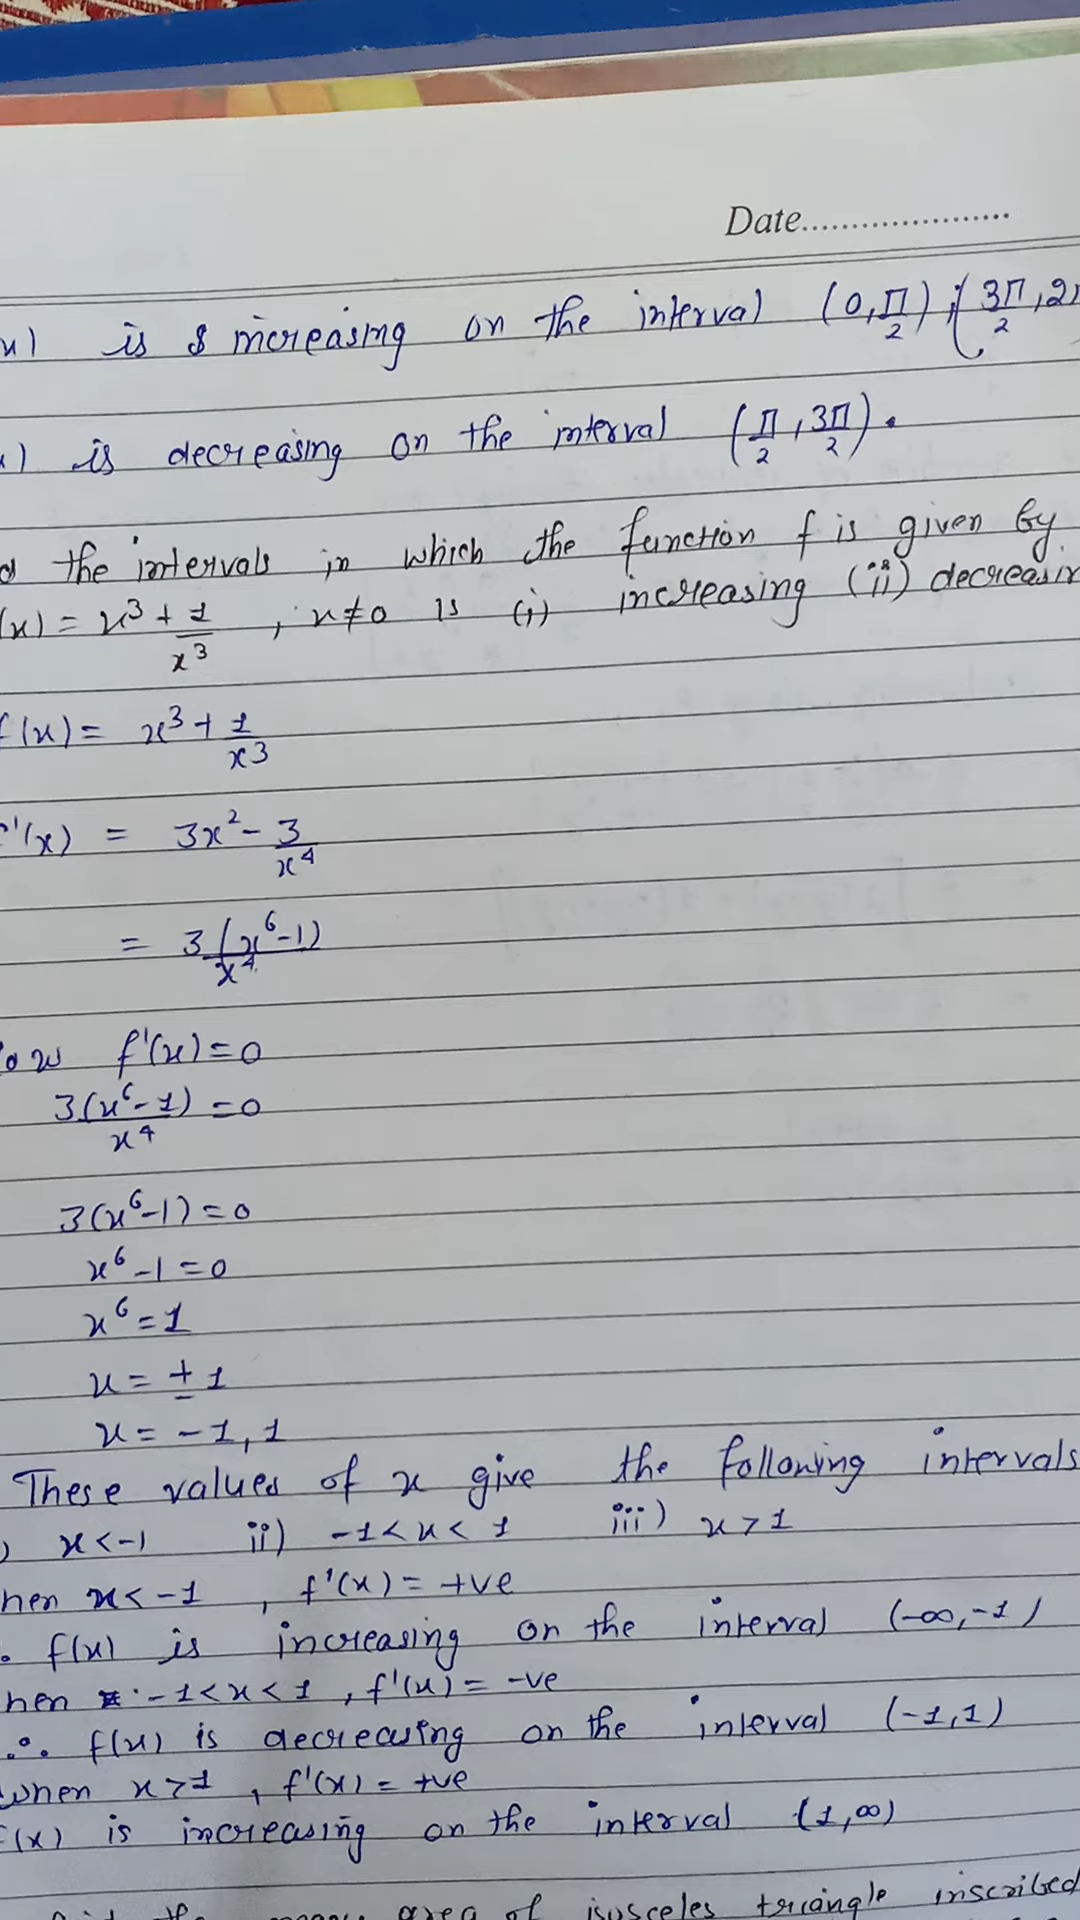 Date......................
is increasing on the interval (0, π/2), (3π/2, 2
is decreasing on the interval (π/2, 3π/2).
the intervals in which the function f is given by
(x) = x³ + 1/x³ , x ≠ 0 is (i) increasing (ii) decreasin
f(x) = x³ + 1/x³
f'(x) = 3x² - 3/x⁴
= 3(x⁶-1)/x⁴
ow f'(x) = 0
3(x⁶-1)/x⁴ = 0
3(x⁶-1) = 0
x⁶ - 1 = 0
x⁶ = 1
x = ± 1
x = -1, 1
These values of x give the following intervals
) x < -1 ii) -1 < x < 1 iii) x > 1
hen x < -1 , f'(x) = +ve
. f(x) is increasing on the interval (-∞, -1)
hen -1 < x < 1 , f'(x) = -ve
∴ f(x) is decreasing on the interval (-1, 1)
when x > 1 , f'(x) = +ve
f(x) is increasing on the interval (1, ∞)
area of isosceles triangle inscribed